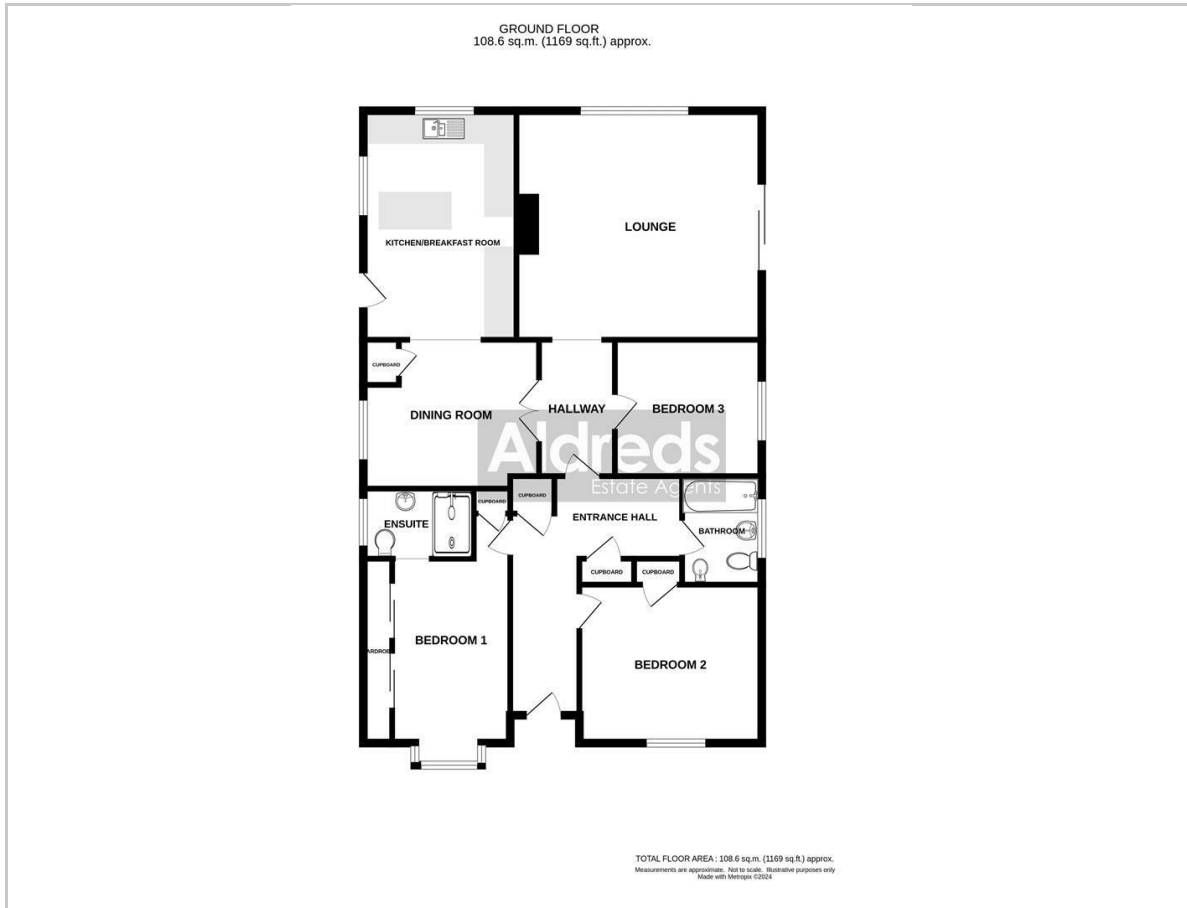 GROUND FLOOR
108.6 sq.m. (1169 sq.ft.) approx.
LOUNGE
KITCHEN/BREAKFAST ROOM
CUPBOARD
DINING ROOM
HALLWAY
BEDROOM 3
Aldreds
Estate Agents
CUPBOARD
CUPBOARD
ENSUITE
ENTRANCE HALL
BATHROOM
CUPBOARD
CUPBOARD
BEDROOM 1
ARDROB
BEDROOM 2
TOTAL FLOOR AREA : 108.6 sq.m. (1169 sq.ft.) approx.
Measurements are approximate. Not to scale. Illustrative purposes only
Made with Metropix ©2024